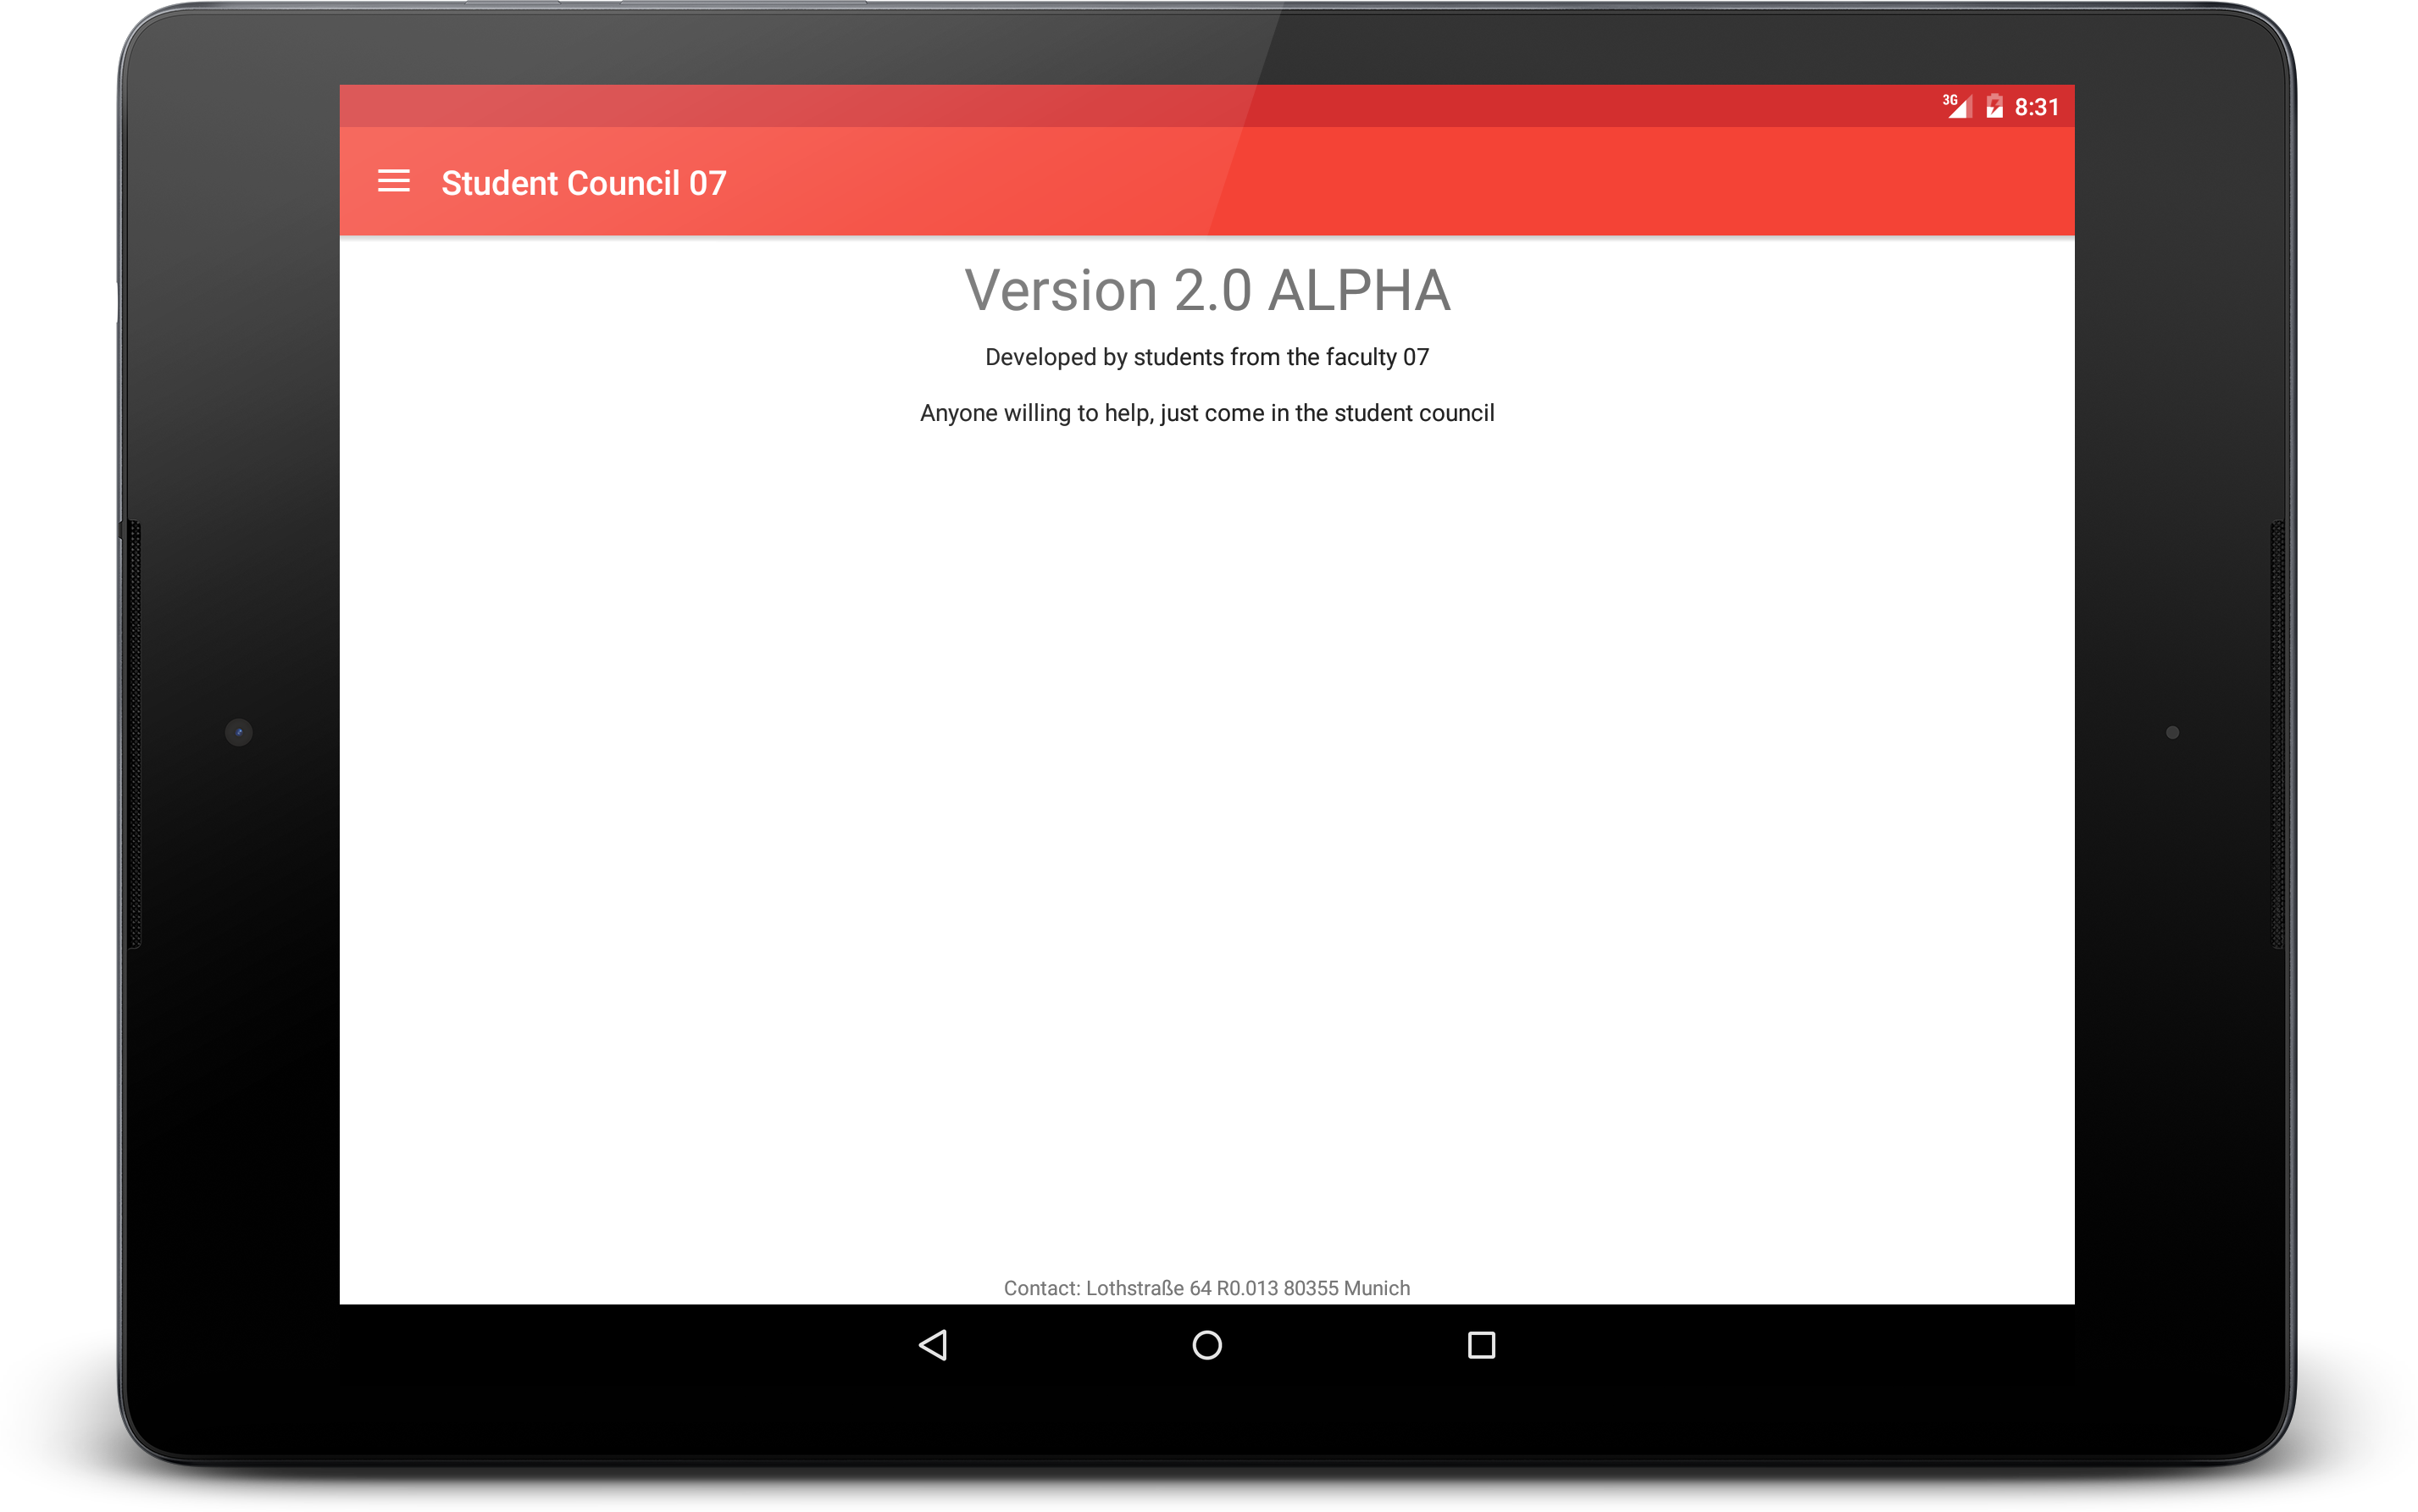 3G 8:31
Student Council 07
Version 2.0 ALPHA
Developed by students from the faculty 07
Anyone willing to help, just come in the student council
Contact: Lothstraße 64 R0.013 80355 Munich